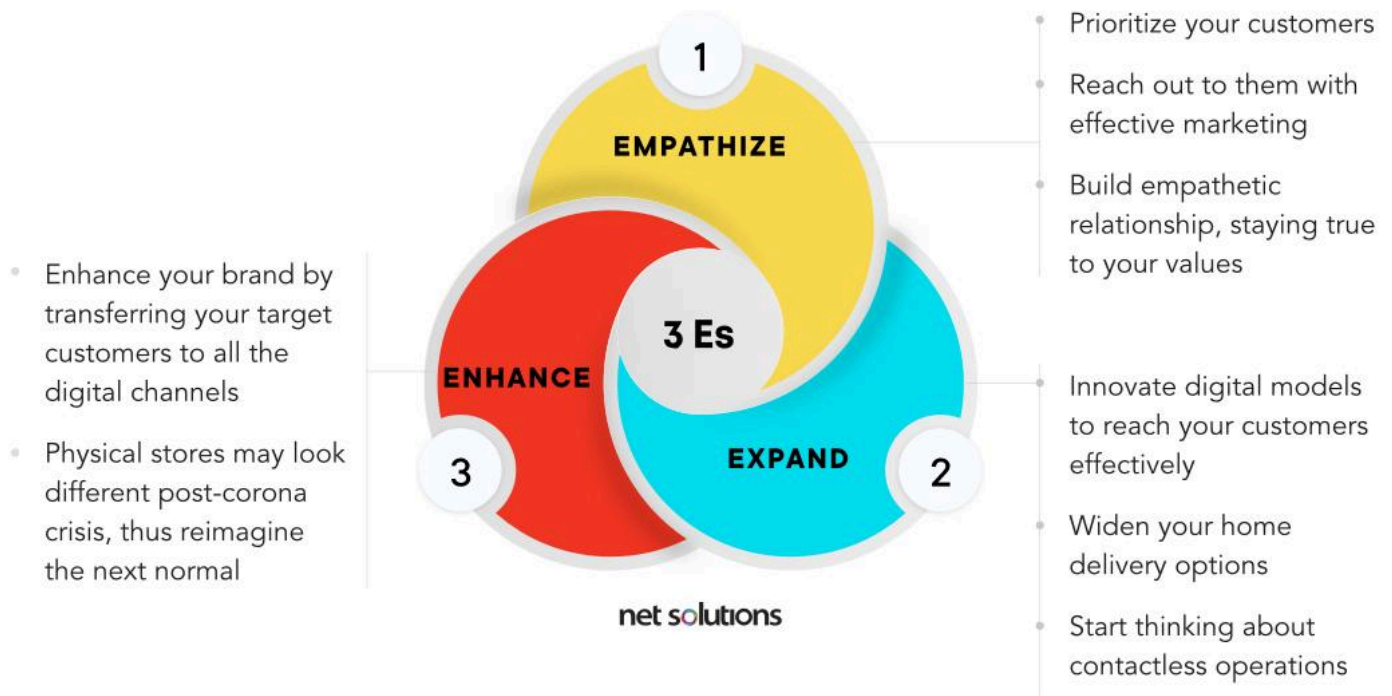 1
EMPATHIZE
Prioritize your customers
Reach out to them with
effective marketing
Build empathetic
relationship, staying true
to your values
3 Es
EXPAND
2
Innovate digital models
to reach your customers
effectively
Widen your home
delivery options
Start thinking about
contactless operations
ENHANCE
3
Enhance your brand by
transferring your target
customers to all the
digital channels
Physical stores may look
different post-corona
crisis, thus reimagine
the next normal
net solutions